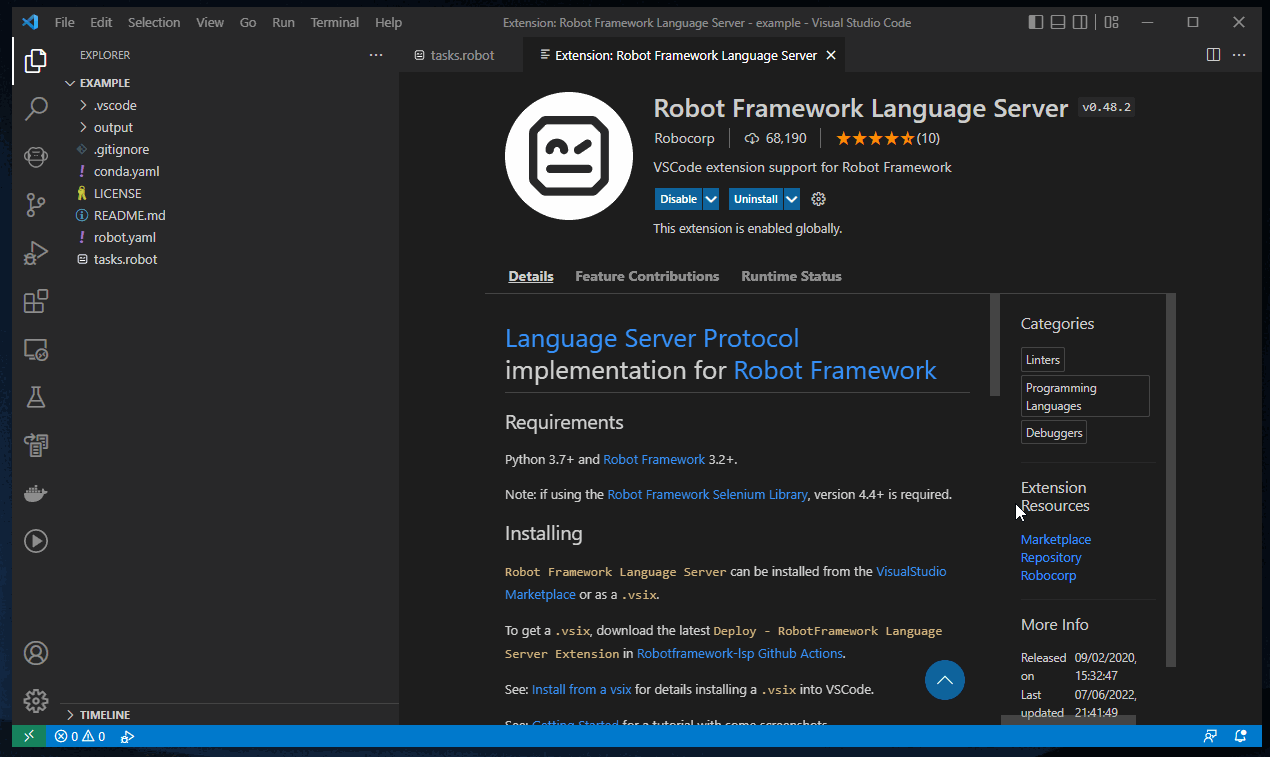 File Edit Selection View Go Run Terminal Help
Extension: Robot Framework Language Server - example - Visual Studio Code
EXPLORER
EXAMPLE
.vscode
output
.gitignore
conda.yaml
LICENSE
README.md
robot.yaml
tasks.robot
TIMELINE
tasks.robot
Extension: Robot Framework Language Server
Robot Framework Language Server v0.48.2
Robocorp 68,190 (10)
VSCode extension support for Robot Framework
Disable Uninstall
This extension is enabled globally.
Details Feature Contributions Runtime Status
Language Server Protocol
implementation for Robot Framework
Requirements
Python 3.7+ and Robot Framework 3.2+.
Note: if using the Robot Framework Selenium Library, version 4.4+ is required.
Installing
Robot Framework Language Server can be installed from the VisualStudio
Marketplace or as a .vsix.
To get a .vsix, download the latest Deploy - RobotFramework Language
Server Extension in Robotframework-lsp Github Actions.
See: Install from a vsix for details installing a .vsix into VSCode.
See: Getting Started for a tutorial with some screenshots.
Categories
Linters
Programming
Languages
Debuggers
Extension
Resources
Marketplace
Repository
Robocorp
More Info
Released 09/02/2020,
on 15:32:47
Last 07/06/2022,
updated 21:41:49
0 0